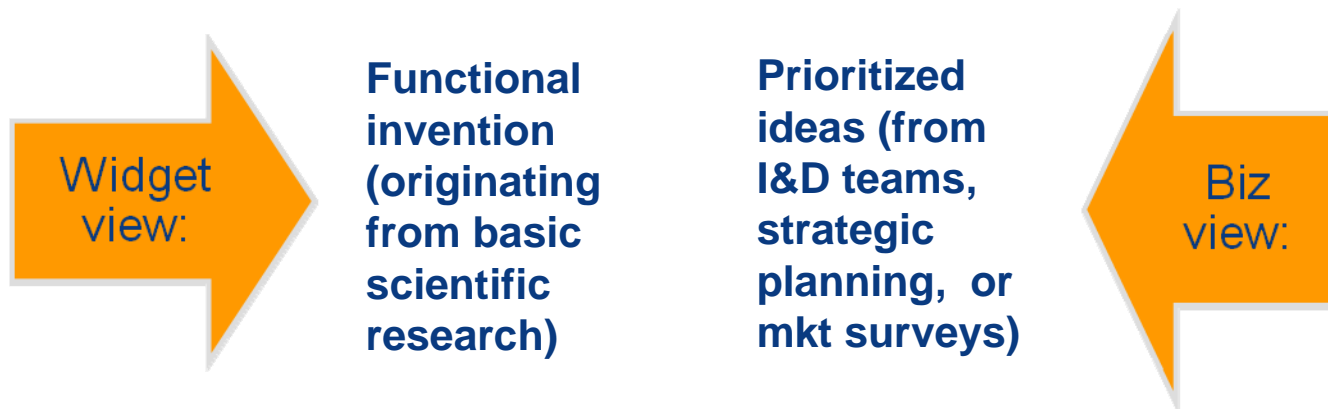 Widget
view:
Functional
invention
(originating
from basic
scientific
research)
Prioritized
ideas (from
I&D teams,
strategic
planning,  or
mkt surveys)
Biz
view: